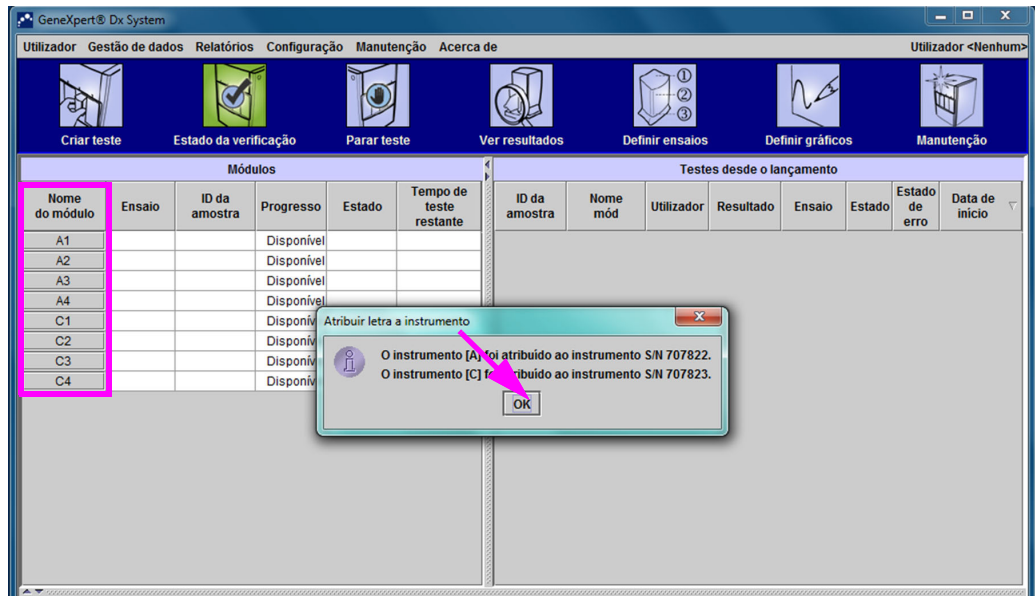 GeneXpert® Dx System
Utilizador Gestão de dados Relatórios Configuração Manutenção Acerca de Utilizador <Nenhum>
Criar teste Estado da verificação Parar teste Ver resultados Definir ensaios Definir gráficos Manutenção
Módulos
Nome do módulo Ensaio ID da amostra Progresso Estado Tempo de teste restante
A1 Disponível
A2 Disponível
A3 Disponível
A4 Disponível
C1
C2
C3
C4
Testes desde o lançamento
ID da amostra Nome mód Utilizador Resultado Ensaio Estado Estado de erro Data de início
Atribuir letra a instrumento
O instrumento [A] foi atribuído ao instrumento S/N 707822.
O instrumento [C] foi atribuído ao instrumento S/N 707823.
OK